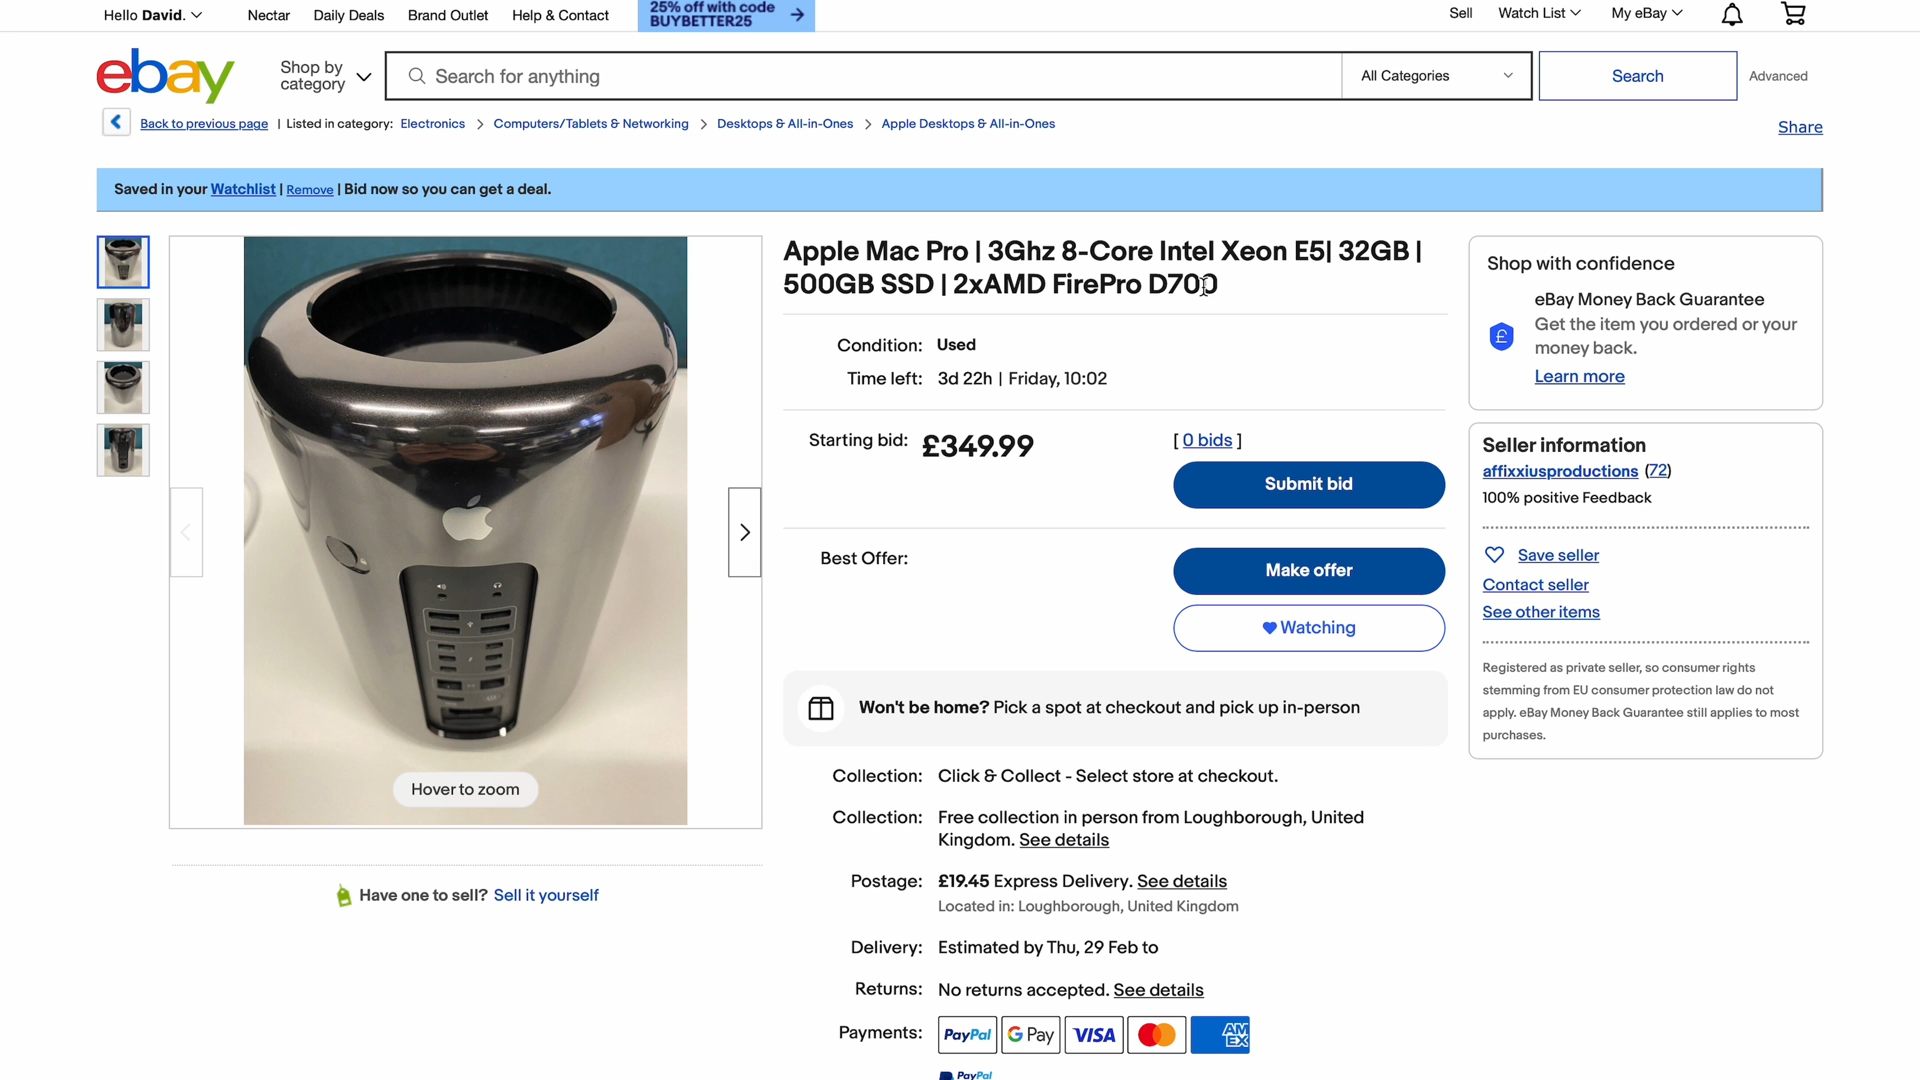 Hello David.
Nectar
Daily Deals
Brand Outlet
Help & Contact
25% off with code
BUYBETTER25
Sell
Watch List
My eBay
ebay
Shop by
category
Search for anything
All Categories
Search
Advanced
Back to previous page | Listed in category: Electronics > Computers/Tablets & Networking > Desktops & All-in-Ones > Apple Desktops & All-in-Ones
Share
Saved in your Watchlist | Remove | Bid now so you can get a deal.
Hover to zoom
Have one to sell? Sell it yourself
Apple Mac Pro | 3Ghz 8-Core Intel Xeon E5| 32GB |
500GB SSD | 2xAMD FirePro D700
Condition: Used
Time left: 3d 22h | Friday, 10:02
Starting bid: £349.99
[ 0 bids ]
Submit bid
Best Offer:
Make offer
Watching
Won't be home? Pick a spot at checkout and pick up in-person
Collection: Click & Collect - Select store at checkout.
Collection: Free collection in person from Loughborough, United
Kingdom. See details
Postage: £19.45 Express Delivery. See details
Located in: Loughborough, United Kingdom
Delivery: Estimated by Thu, 29 Feb to
Returns: No returns accepted. See details
Payments: PayPal G Pay VISA AMEX
PayPal
Shop with confidence
eBay Money Back Guarantee
Get the item you ordered or your
money back.
Learn more
Seller information
affixxiusproductions (72)
100% positive Feedback
Save seller
Contact seller
See other items
Registered as private seller, so consumer rights
stemming from EU consumer protection law do not
apply. eBay Money Back Guarantee still applies to most
purchases.